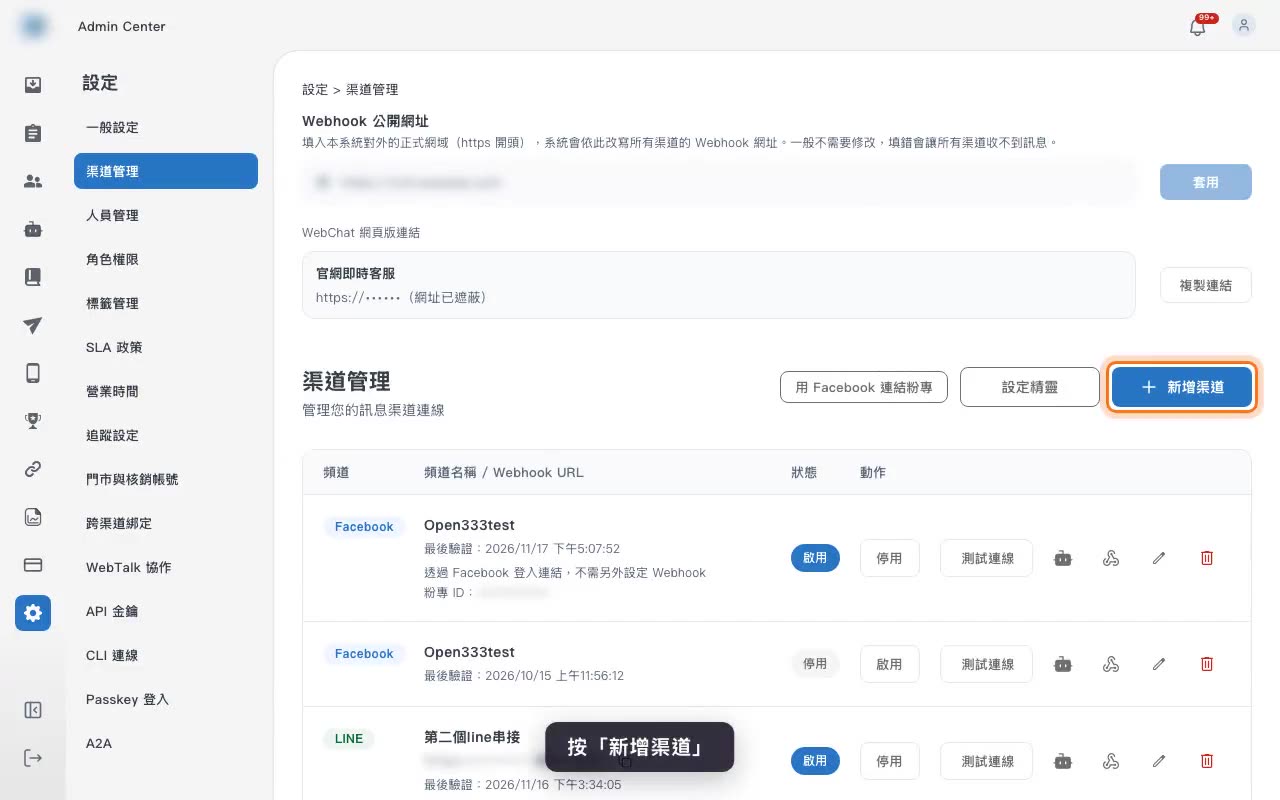 Admin Center
99+
設定
一般設定
渠道管理
人員管理
角色權限
標籤管理
SLA 政策
營業時間
追蹤設定
門市與核銷帳號
跨渠道綁定
WebTalk 協作
API 金鑰
CLI 連線
Passkey 登入
A2A
設定 > 渠道管理
Webhook 公開網址
填入本系統對外的正式網域（https 開頭），系統會依此改寫所有渠道的 Webhook 網址。一般不需要修改，填錯會讓所有渠道收不到訊息。
套用
WebChat 網頁版連結
官網即時客服
https://••••••（網址已遮蔽）
複製連結
渠道管理
管理您的訊息渠道連線
用 Facebook 連結粉專
設定精靈
新增渠道
頻道 頻道名稱 / Webhook URL 狀態 動作
Facebook
Open333test
最後驗證：2026/11/17 下午5:07:52
透過 Facebook 登入連結，不需另外設定 Webhook
粉專 ID：
啟用 停用 測試連線
Facebook
Open333test
最後驗證：2026/10/15 上午11:56:12
停用 啟用 測試連線
LINE
第二個line串接
最後驗證：2026/11/16 下午3:34:05
啟用 停用 測試連線
按「新增渠道」